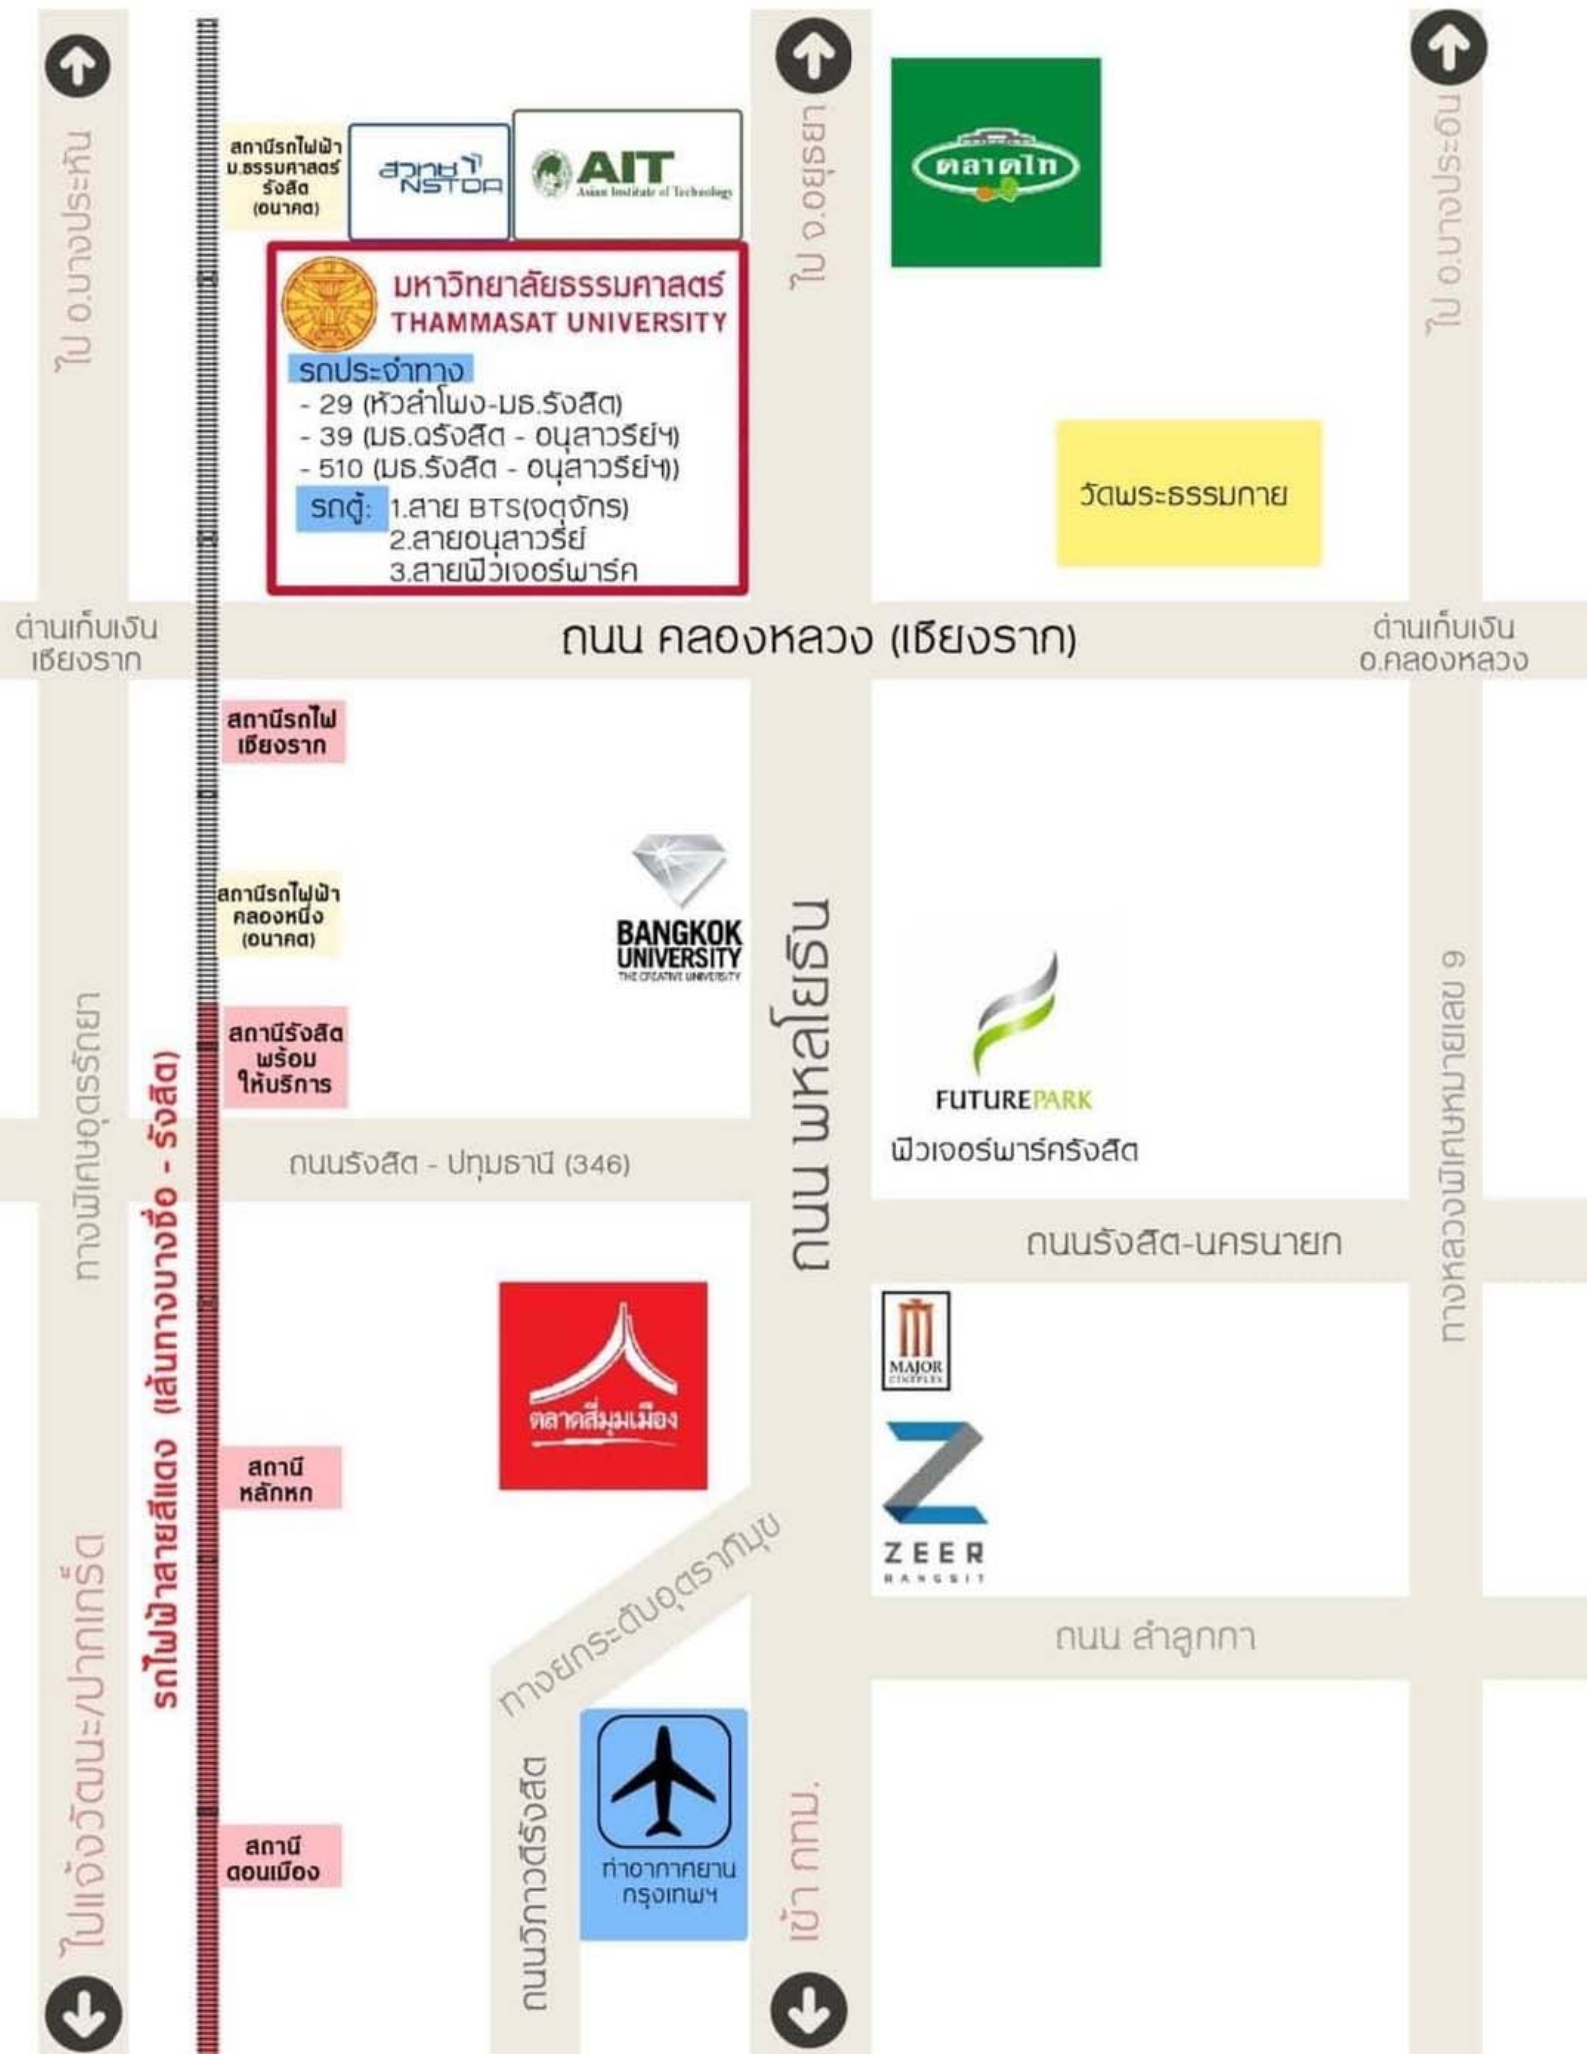 ไป อ.บางปะหัน
ไป จ.อยุธยา
ไป อ.บางปะอิน
สถานีรถไฟฟ้า
ม.ธรรมศาสตร์
รังสิต
(อนาคต)
สวทช
NSTDA
AIT
Asian Institute of Technology
ตลาดไท
มหาวิทยาลัยธรรมศาสตร์
THAMMASAT UNIVERSITY
รถประจำทาง
- 29 (หัวลำโพง-มธ.รังสิต)
- 39 (มธ.ฉรังสิต - อนุสาวรีย์ฯ)
- 510 (มธ.รังสิต - อนุสาวรีย์ฯ))
รถตู้: 1.สาย BTS(จตุจักร)
2.สายอนุสาวรีย์
3.สายฟิวเจอร์พาร์ค
วัดพระธรรมกาย
ด่านเก็บเงิน
เชียงราก
ถนน คลองหลวง (เชียงราก)
ด่านเก็บเงิน
อ.คลองหลวง
สถานีรถไฟ
เชียงราก
สถานีรถไฟฟ้า
คลองหนึ่ง
(อนาคต)
BANGKOK
UNIVERSITY
THE CREATIVE UNIVERSITY
ถนน พหลโยธิน
FUTUREPARK
ฟิวเจอร์พาร์ครังสิต
ทางหลวงพิเศษหมายเลข 9
ทางพิเศษอุดรรัถยา
รถไฟฟ้าสายสีแดง (เส้นทางบางซื่อ - รังสิต)
สถานีรังสิต
พร้อม
ให้บริการ
ถนนรังสิต - ปทุมธานี (346)
ถนนรังสิต-นครนายก
ตลาดสี่มุมเมือง
MAJOR
CINEPLEX
ZEER
RANGSIT
สถานี
หลักหก
ทางยกระดับอุตราภิมุข
ถนน ลำลูกกา
ไปแจ้งวัฒนะ/ปากเกร็ด
สถานี
ดอนเมือง
ถนนวิภาวดีรังสิต
ท่าอากาศยาน
กรุงเทพฯ
เข้า กทม.